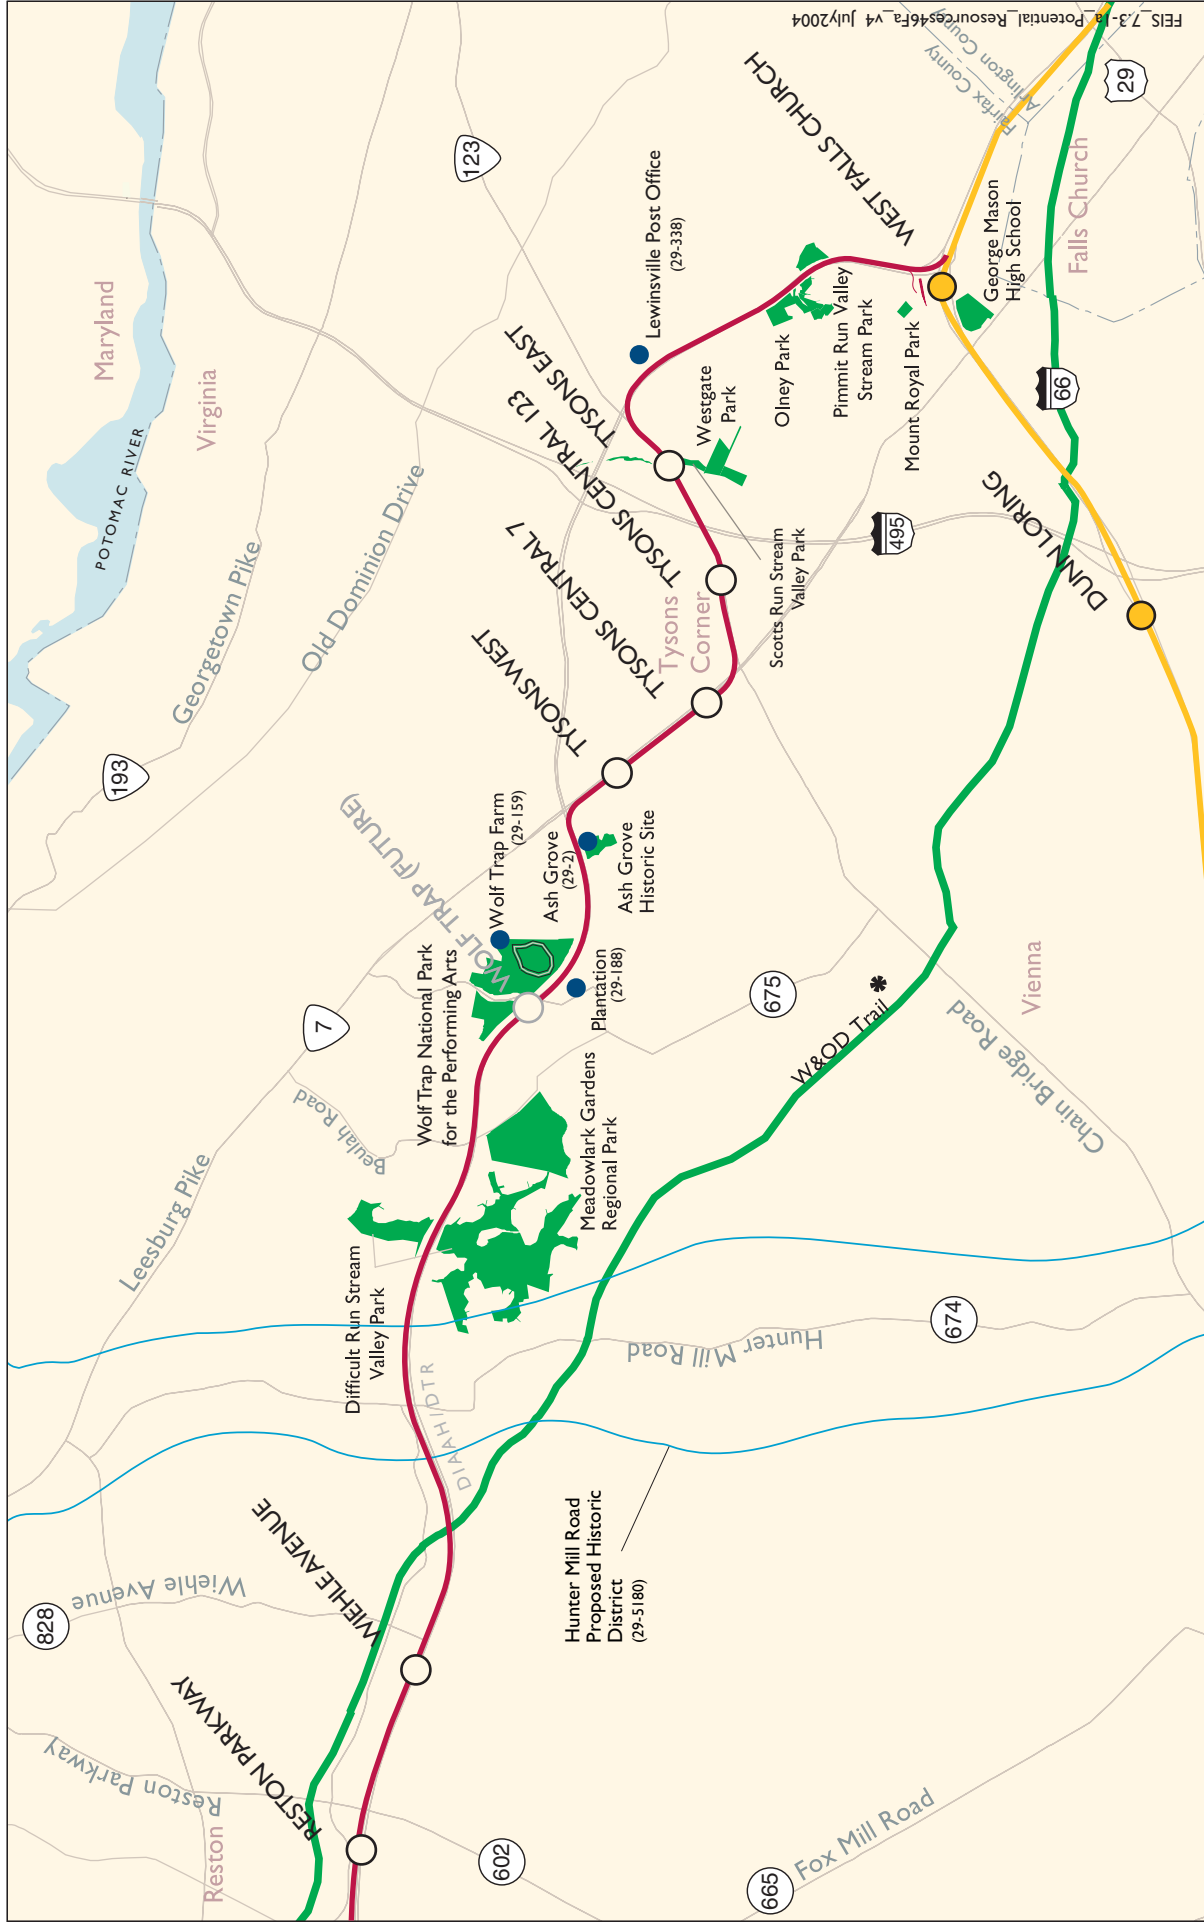 Maryland
POTOMAC RIVER
Virginia
Georgetown Pike
Old Dominion Drive
193
123
7
Leesburg Pike
Beulah Road
828
Wiehle Avenue
Reston Parkway
Reston
RESTON PARKWAY
WIEHLE AVENUE
602
665
Fox Mill Road
Hunter Mill Road
Proposed Historic
District
(29-5180)
DIAAH/DTR
Difficult Run Stream
Valley Park
Hunter Mill Road
674
Meadowlark Gardens
Regional Park
Wolf Trap National Park
for the Performing Arts
WOLF TRAP (FUTURE)
Wolf Trap Farm
(29-159)
Plantation
(29-188)
Ash Grove
(29-2)
Ash Grove
Historic Site
675
W&OD Trail
*
Chain Bridge Road
Vienna
TYSONS WEST
TYSONS CENTRAL 7
TYSONS CENTRAL 123
TYSONS EAST
Tysons
Corner
Scotts Run Stream
Valley Park
Westgate
Park
Lewinsville Post Office
(29-338)
Olney Park
Pimmit Run Valley
Stream Park
Mount Royal Park
495
DUNN LORING
66
WEST FALLS CHURCH
George Mason
High School
Falls Church
29
Fairfax County
Arlington County
FEIS_7.3-1a_Potential_Resources46Fa_v4 July2004